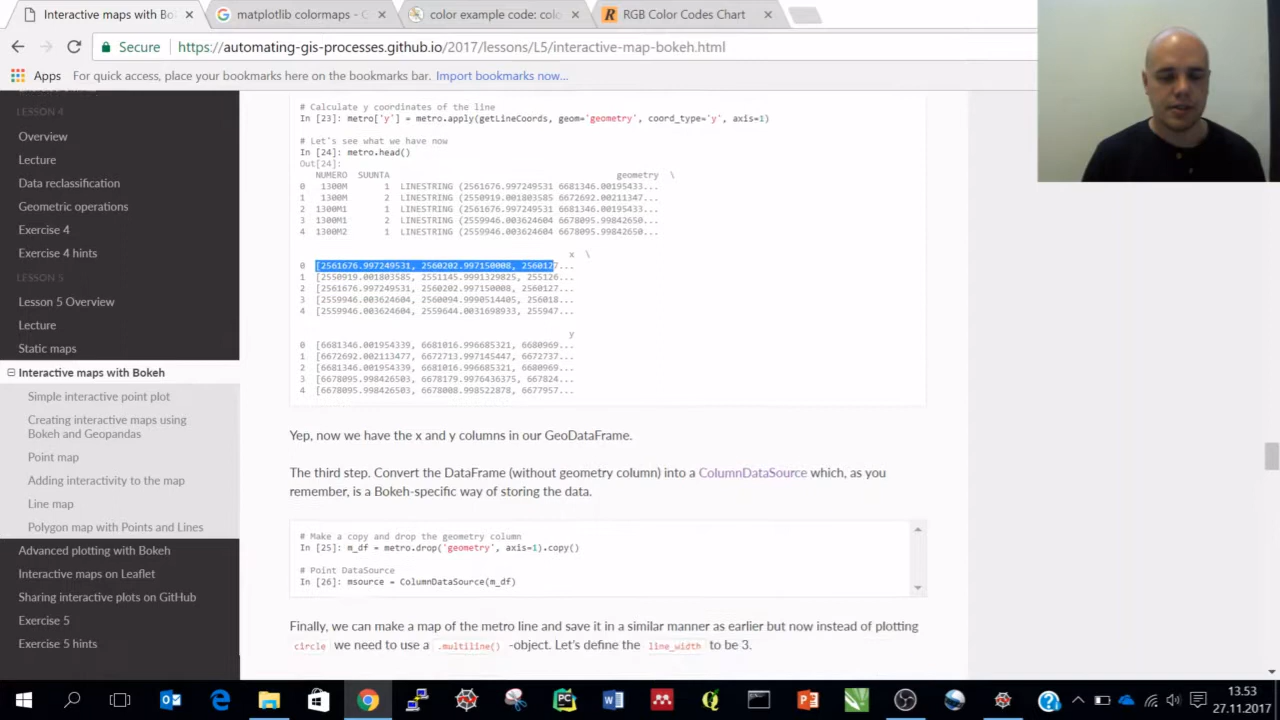 Interactive maps with Bok
matplotlib colormaps - G
color example code: colo
RGB Color Codes Chart
Secure
https://automating-gis-processes.github.io/2017/lessons/L5/interactive-map-bokeh.html
Apps
For quick access, place your bookmarks here on the bookmarks bar. Import bookmarks now...
LESSON 4
Overview
Lecture
Data reclassification
Geometric operations
Exercise 4
Exercise 4 hints
LESSON 5
Lesson 5 Overview
Lecture
Static maps
Interactive maps with Bokeh
Simple interactive point plot
Creating interactive maps using
Bokeh and Geopandas
Point map
Adding interactivity to the map
Line map
Polygon map with Points and Lines
Advanced plotting with Bokeh
Interactive maps on Leaflet
Sharing interactive plots on GitHub
Exercise 5
Exercise 5 hints
# Calculate y coordinates of the line
In [23]: metro['y'] = metro.apply(getLineCoords, geom='geometry', coord_type='y', axis=1)
# Let's see what we have now
In [24]: metro.head()
Out[24]:
NUMERO SUUNTA geometry \
0 1300M 1 LINESTRING (2561676.997249531 6681346.00195433...
1 1300M 2 LINESTRING (2550919.001803585 6672692.00211347...
2 1300M1 1 LINESTRING (2561676.997249531 6681346.00195433...
3 1300M1 2 LINESTRING (2559946.003624604 6678095.99842650...
4 1300M2 1 LINESTRING (2559946.003624604 6678095.99842650...
x \
0 [2561676.997249531, 2560202.997150008, 2560127...
1 [2550919.001803585, 2551145.9991329825, 255126...
2 [2561676.997249531, 2560202.997150008, 2560127...
3 [2559946.003624604, 2560094.9990514405, 256018...
4 [2559946.003624604, 2559644.0031698933, 255947...
y
0 [6681346.001954339, 6681016.996685321, 6680969...
1 [6672692.002113477, 6672713.997145447, 6672737...
2 [6681346.001954339, 6681016.996685321, 6680969...
3 [6678095.998426503, 6678179.9976436375, 667824...
4 [6678095.998426503, 6678008.998522878, 6677957...
Yep, now we have the x and y columns in our GeoDataFrame.
The third step. Convert the DataFrame (without geometry column) into a ColumnDataSource which, as you
remember, is a Bokeh-specific way of storing the data.
# Make a copy and drop the geometry column
In [25]: m_df = metro.drop('geometry', axis=1).copy()
# Point DataSource
In [26]: msource = ColumnDataSource(m_df)
Finally, we can make a map of the metro line and save it in a similar manner as earlier but now instead of plotting
circle we need to use a .multiline() -object. Let's define the line_width to be 3.
13.53
27.11.2017